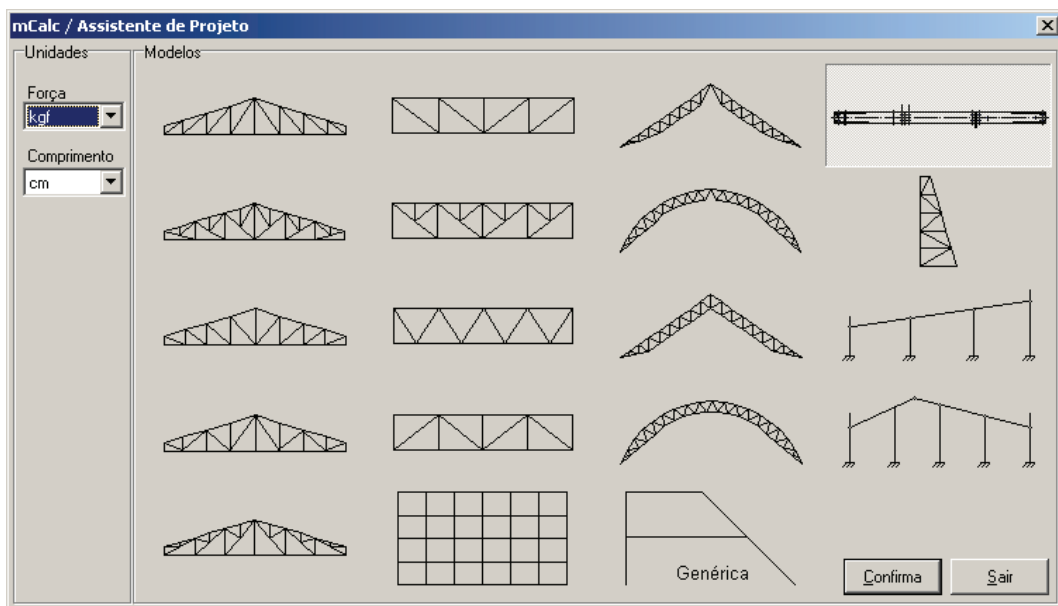 mCalc / Assistente de Projeto
Unidades
Modelos
Força
kgf
Comprimento
cm
Genérica
Confirma
Sair